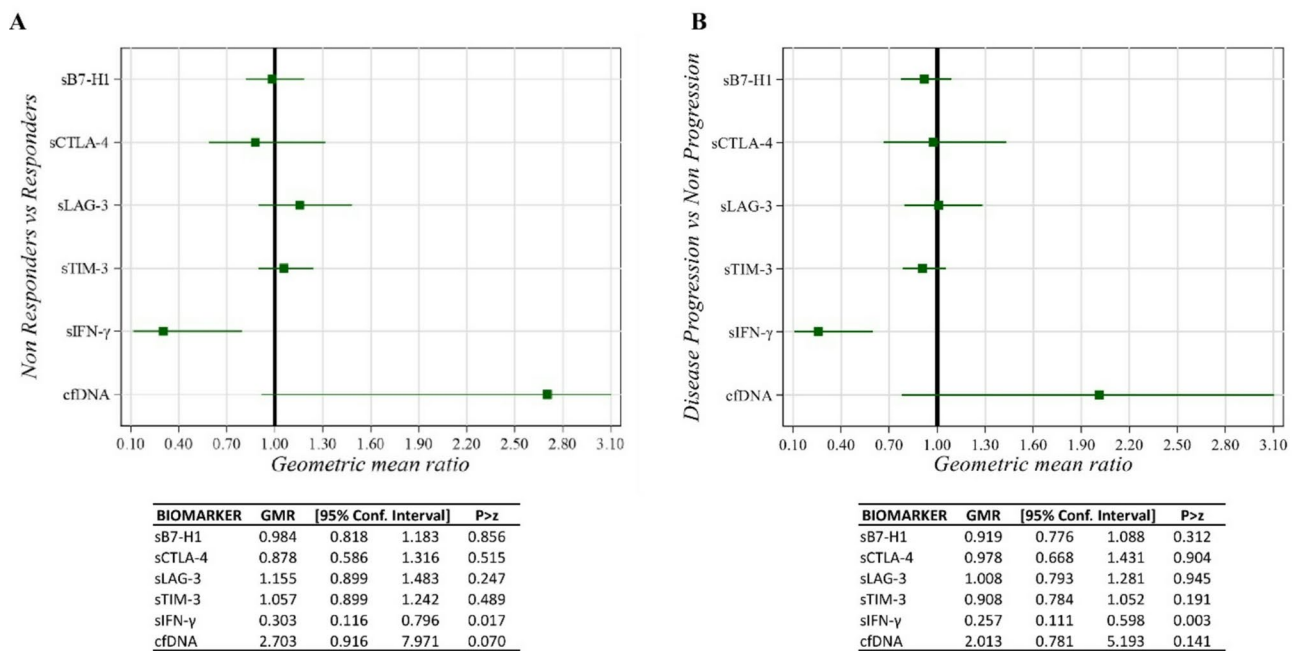 A
Non Responders vs Responders
sB7-H1
sCTLA-4
sLAG-3
sTIM-3
sIFN-γ
cfDNA
0.10 0.40 0.70 1.00 1.30 1.60 1.90 2.20 2.50 2.80 3.10
Geometric mean ratio
BIOMARKER GMR [95% Conf. Interval] P>z
sB7-H1 0.984 0.818 1.183 0.856
sCTLA-4 0.878 0.586 1.316 0.515
sLAG-3 1.155 0.899 1.483 0.247
sTIM-3 1.057 0.899 1.242 0.489
sIFN-γ 0.303 0.116 0.796 0.017
cfDNA 2.703 0.916 7.971 0.070
B
Disease Progression vs Non Progression
sB7-H1
sCTLA-4
sLAG-3
sTIM-3
sIFN-γ
cfDNA
0.10 0.40 0.70 1.00 1.30 1.60 1.90 2.20 2.50 2.80 3.10
Geometric mean ratio
BIOMARKER GMR [95% Conf. Interval] P>z
sB7-H1 0.919 0.776 1.088 0.312
sCTLA-4 0.978 0.668 1.431 0.904
sLAG-3 1.008 0.793 1.281 0.945
sTIM-3 0.908 0.784 1.052 0.191
sIFN-γ 0.257 0.111 0.598 0.003
cfDNA 2.013 0.781 5.193 0.141